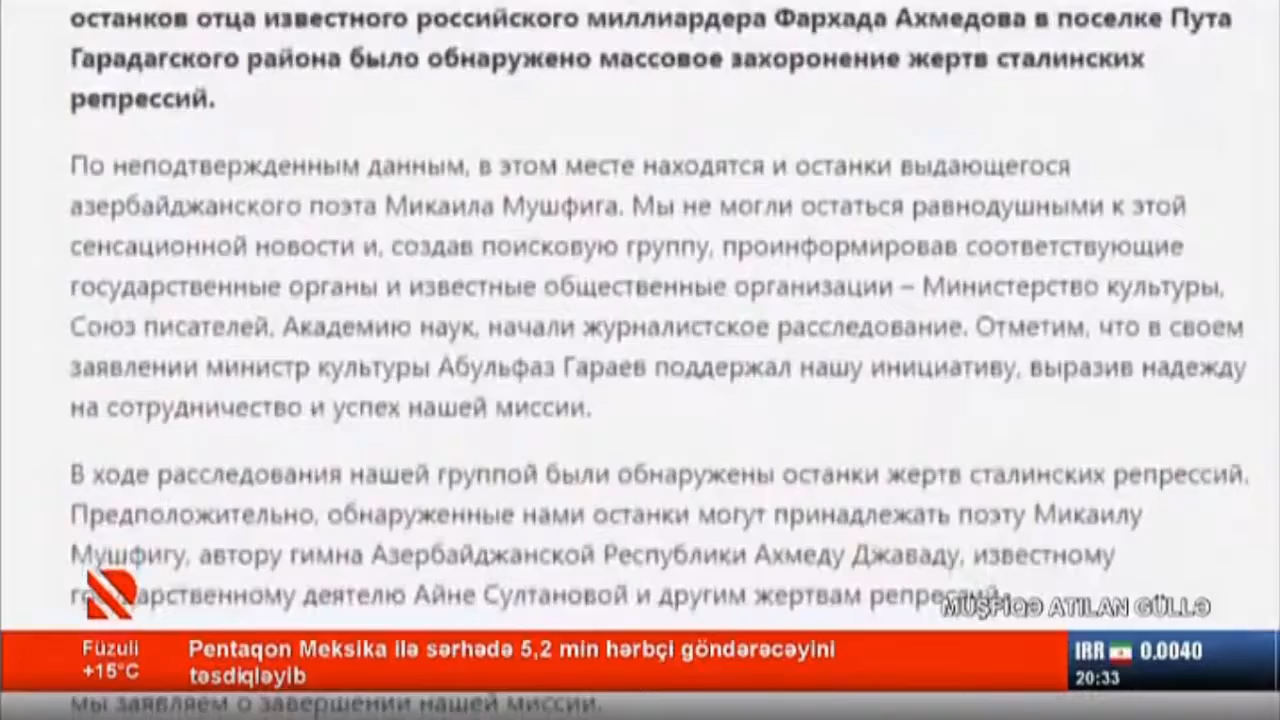 останков отца известного российского миллиардера Фархада Ахмедова в поселке Пута
Гарадагского района было обнаружено массовое захоронение жертв сталинских
репрессий.
По неподтвержденным данным, в этом месте находятся и останки выдающегося
азербайджанского поэта Микаила Мушфига. Мы не могли остаться равнодушными к этой
сенсационной новости и, создав поисковую группу, проинформировав соответствующие
государственные органы и известные общественные организации – Министерство культуры,
Союз писателей, Академию наук, начали журналистское расследование. Отметим, что в своем
заявлении министр культуры Абульфаз Гараев поддержал нашу инициативу, выразив надежду
на сотрудничество и успех нашей миссии.
В ходе расследования нашей группой были обнаружены останки жертв сталинских репрессий.
Предположительно, обнаруженные нами останки могут принадлежать поэту Микаилу
Мушфигу, автору гимна Азербайджанской Республики Ахмеду Джаваду, известному
государственному деятелю Айне Султановой и другим жертвам репрессий.
MÜŞFİQƏ ATILAN GÜLLƏ
Füzuli
+15°C
Pentaqon Meksika ilə sərhədə 5,2 min hərbçi göndərəcəyini
təsdiqləyib
IRR 0.0040
20:33
мы заявляем о завершении нашей миссии.